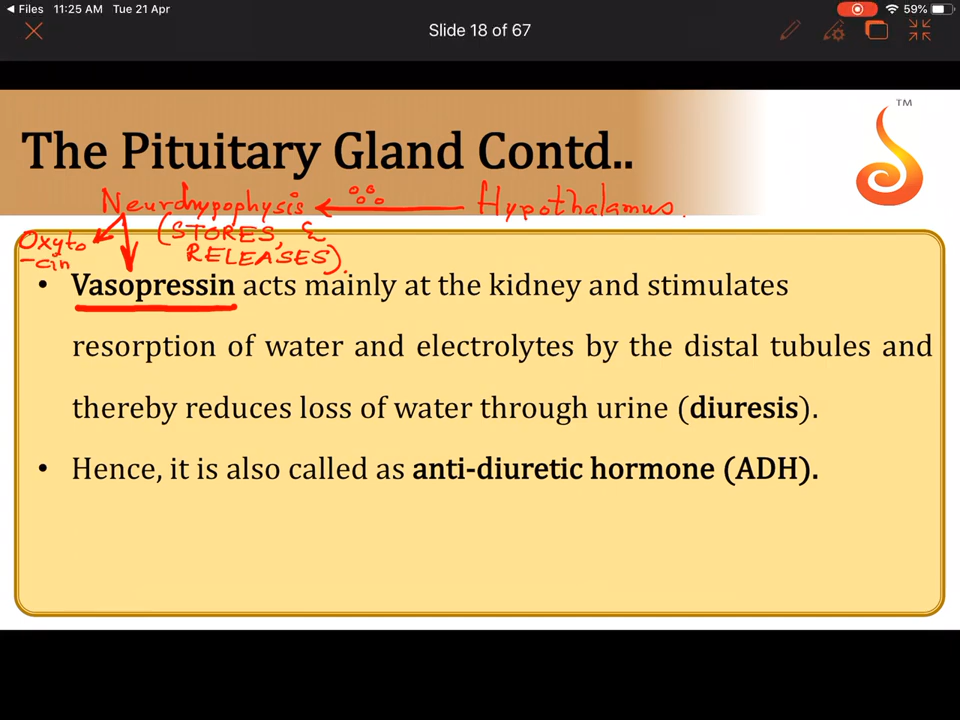 Files 11:25 AM Tue 21 Apr 59%
Slide 18 of 67
TM
The Pituitary Gland Contd..
Neurohypophysis Hypothalamus.
(STORES, &
RELEASES).
Oxyto
-cin
• Vasopressin acts mainly at the kidney and stimulates
resorption of water and electrolytes by the distal tubules and
thereby reduces loss of water through urine (diuresis).
• Hence, it is also called as anti-diuretic hormone (ADH).